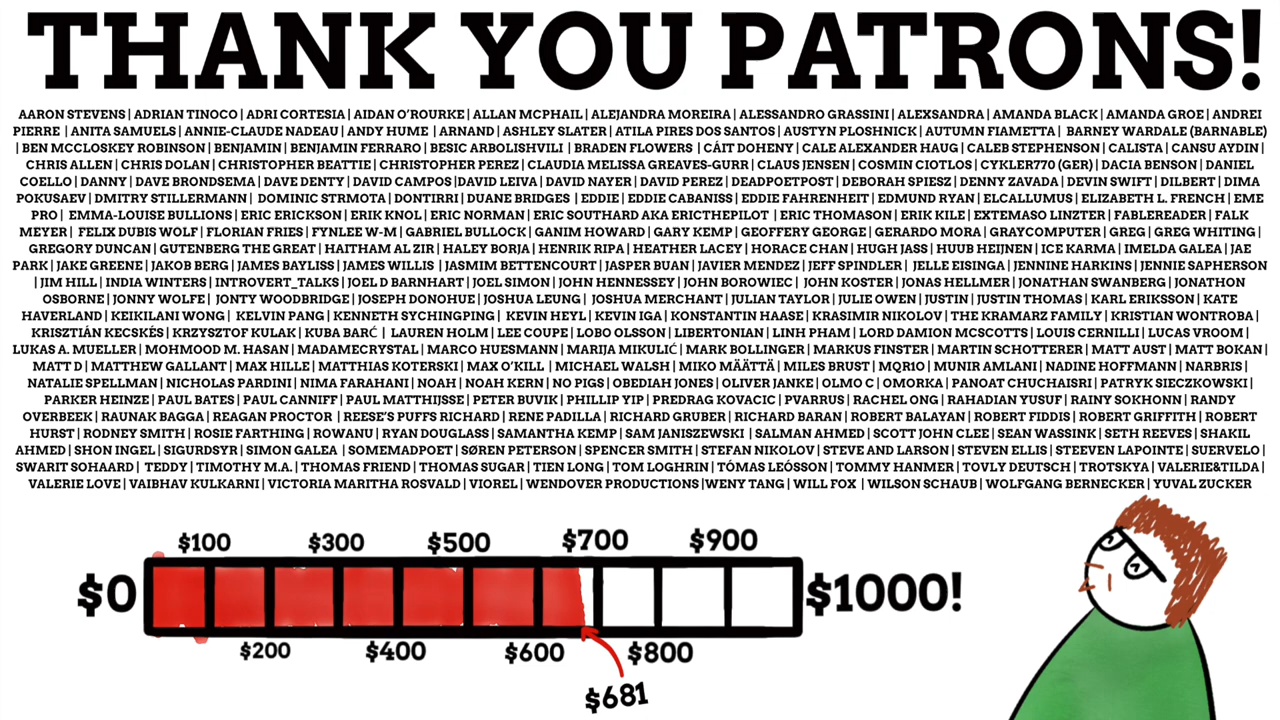 THANK YOU PATRONS!
AARON STEVENS | ADRIAN TINOCO | ADRI CORTESIA | AIDAN O'ROURKE | ALLAN MCPHAIL | ALEJANDRA MOREIRA | ALESSANDRO GRASSINI | ALEXSANDRA | AMANDA BLACK | AMANDA GROE | ANDREI
PIERRE | ANITA SAMUELS | ANNIE-CLAUDE NADEAU | ANDY HUME | ARNAND | ASHLEY SLATER | ATILA PIRES DOS SANTOS | AUSTYN PLOSHNICK | AUTUMN FIAMETTA | BARNEY WARDALE (BARNABLE)
| BEN MCCLOSKEY ROBINSON | BENJAMIN | BENJAMIN FERRARO | BESIC ARBOLISHVILI | BRADEN FLOWERS | CÁIT DOHENY | CALE ALEXANDER HAUG | CALEB STEPHENSON | CALISTA | CANSU AYDIN |
CHRIS ALLEN | CHRIS DOLAN | CHRISTOPHER BEATTIE | CHRISTOPHER PEREZ | CLAUDIA MELISSA GREAVES-GURR | CLAUS JENSEN | COSMIN CIOTLOS | CYKLER770 (GER) | DACIA BENSON | DANIEL
COELLO | DANNY | DAVE BRONDSEMA | DAVE DENTY | DAVID CAMPOS |DAVID LEIVA | DAVID NAYER | DAVID PEREZ | DEADPOETPOST | DEBORAH SPIESZ | DENNY ZAVADA | DEVIN SWIFT | DILBERT | DIMA
POKUSAEV | DMITRY STILLERMANN | DOMINIC STRMOTA | DONTIRRI | DUANE BRIDGES | EDDIE | EDDIE CABANISS | EDDIE FAHRENHEIT | EDMUND RYAN | ELCALLUMUS | ELIZABETH L. FRENCH | EME
PRO | EMMA-LOUISE BULLIONS | ERIC ERICKSON | ERIK KNOL | ERIC NORMAN | ERIC SOUTHARD AKA ERICTHEPILOT | ERIC THOMASON | ERIK KILE | EXTEMASO LINZTER | FABLEREADER | FALK
MEYER | FELIX DUBIS WOLF | FLORIAN FRIES | FYNLEE W-M | GABRIEL BULLOCK | GANIM HOWARD | GARY KEMP | GEOFFERY GEORGE | GERARDO MORA | GRAYCOMPUTER | GREG | GREG WHITING |
GREGORY DUNCAN | GUTENBERG THE GREAT | HAITHAM AL ZIR | HALEY BORJA | HENRIK RIPA | HEATHER LACEY | HORACE CHAN | HUGH JASS | HUUB HEIJNEN | ICE KARMA | IMELDA GALEA | JAE
PARK | JAKE GREENE | JAKOB BERG | JAMES BAYLISS | JAMES WILLIS | JASMIM BETTENCOURT | JASPER BUAN | JAVIER MENDEZ | JEFF SPINDLER | JELLE EISINGA | JENNINE HARKINS | JENNIE SAPHERSON
| JIM HILL | INDIA WINTERS | INTROVERT_TALKS | JOEL D BARNHART | JOEL SIMON | JOHN HENNESSEY | JOHN BOROWIEC | JOHN KOSTER | JONAS HELLMER | JONATHAN SWANBERG | JONATHON
OSBORNE | JONNY WOLFE | JONTY WOODBRIDGE | JOSEPH DONOHUE | JOSHUA LEUNG | JOSHUA MERCHANT | JULIAN TAYLOR | JULIE OWEN | JUSTIN | JUSTIN THOMAS | KARL ERIKSSON | KATE
HAVERLAND | KEIKILANI WONG | KELVIN PANG | KENNETH SYCHINGPING | KEVIN HEYL | KEVIN IGA | KONSTANTIN HAASE | KRASIMIR NIKOLOV | THE KRAMARZ FAMILY | KRISTIAN WONTROBA |
KRISZTIÁN KECSKÉS | KRZYSZTOF KULAK | KUBA BARĆ | LAUREN HOLM | LEE COUPE | LOBO OLSSON | LIBERTONIAN | LINH PHAM | LORD DAMION MCSCOTTS | LOUIS CERNILLI | LUCAS VROOM |
LUKAS A. MUELLER | MOHMOOD M. HASAN | MADAMECRYSTAL | MARCO HUESMANN | MARIJA MIKULIĆ | MARK BOLLINGER | MARKUS FINSTER | MARTIN SCHOTTERER | MATT AUST | MATT BOKAN |
MATT D | MATTHEW GALLANT | MAX HILLE | MATTHIAS KOTERSKI | MAX O'KILL | MICHAEL WALSH | MIKO MÄÄTTÄ | MILES BRUST | MQR1O | MUNIR AMLANI | NADINE HOFFMANN | NARBRIS |
NATALIE SPELLMAN | NICHOLAS PARDINI | NIMA FARAHANI | NOAH | NOAH KERN | NO PIGS | OBEDIAH JONES | OLIVER JANKE | OLMO C | OMORKA | PANOAT CHUCHAISRI | PATRYK SIECZKOWSKI |
PARKER HEINZE | PAUL BATES | PAUL CANNIFF | PAUL MATTHIJSSE | PETER BUVIK | PHILLIP YIP | PREDRAG KOVACIC | PVARRUS | RACHEL ONG | RAHADIAN YUSUF | RAINY SOKHONN | RANDY
OVERBEEK | RAUNAK BAGGA | REAGAN PROCTOR | REESE'S PUFFS RICHARD | RENE PADILLA | RICHARD GRUBER | RICHARD BARAN | ROBERT BALAYAN | ROBERT FIDDIS | ROBERT GRIFFITH | ROBERT
HURST | RODNEY SMITH | ROSIE FARTHING | ROWANU | RYAN DOUGLASS | SAMANTHA KEMP | SAM JANISZEWSKI | SALMAN AHMED | SCOTT JOHN CLEE | SEAN WASSINK | SETH REEVES | SHAKIL
AHMED | SHON INGEL | SIGURDSYR | SIMON GALEA | SOMEMADPOET | SØREN PETERSON | SPENCER SMITH | STEFAN NIKOLOV | STEVE AND LARSON | STEVEN ELLIS | STEEVEN LAPOINTE | SUERVELO |
SWARIT SOHAARD | TEDDY | TIMOTHY M.A. | THOMAS FRIEND | THOMAS SUGAR | TIEN LONG | TOM LOGHRIN | TÓMAS LEÓSSON | TOMMY HANMER | TOVLY DEUTSCH | TROTSKYA | VALERIE&TILDA |
VALERIE LOVE | VAIBHAV KULKARNI | VICTORIA MARITHA ROSVALD | VIOREL | WENDOVER PRODUCTIONS |WENY TANG | WILL FOX | WILSON SCHAUB | WOLFGANG BERNECKER | YUVAL ZUCKER
$100 $300 $500 $700 $900
$0 $1000!
$200 $400 $600 $800
$681